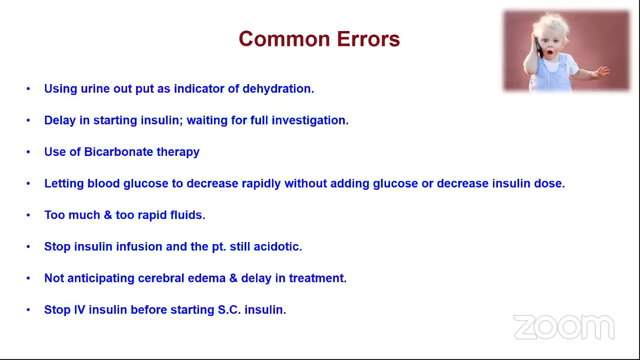 Common Errors
• Using urine out put as indicator of dehydration.
• Delay in starting insulin; waiting for full investigation.
• Use of Bicarbonate therapy
• Letting blood glucose to decrease rapidly without adding glucose or decrease insulin dose.
• Too much & too rapid fluids.
• Stop insulin infusion and the pt. still acidotic.
• Not anticipating cerebral edema & delay in treatment.
• Stop IV insulin before starting S.C. insulin.
zoom